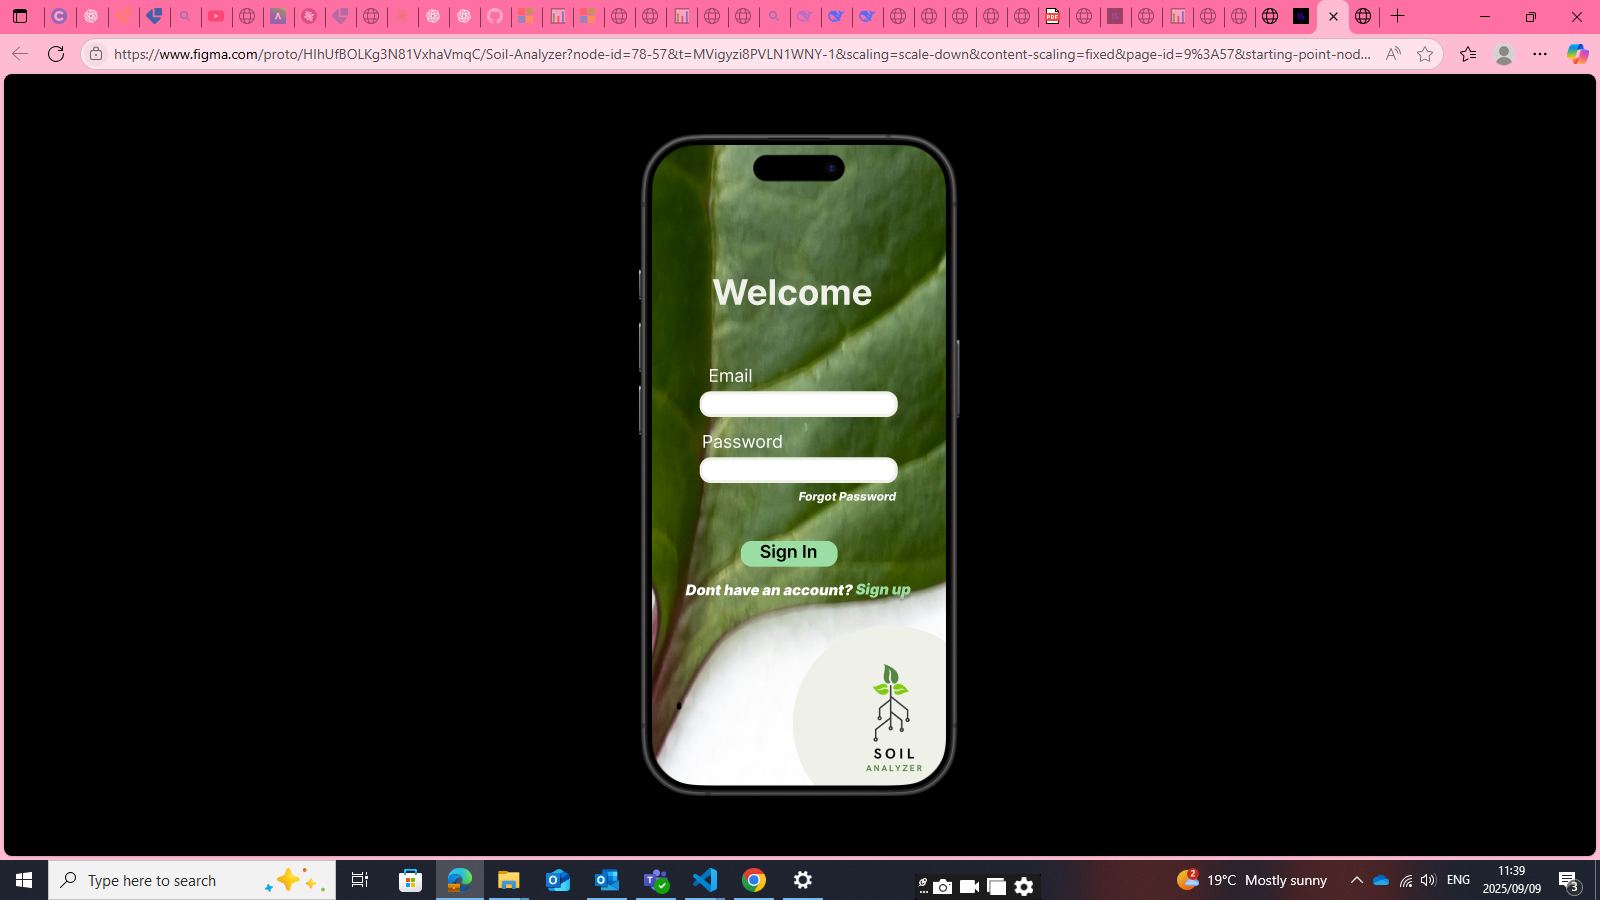 https://www.figma.com/proto/HIhUfBOLKg3N81VxhaVmqC/Soil-Analyzer?node-id=78-57&t=MVigyzi8PVLN1WNY-1&scaling=scale-down&content-scaling=fixed&page-id=9%3A57&starting-point-nod...
Welcome
Email
Password
Forgot Password
Sign In
Dont have an account? Sign up
SOIL
ANALYZER
Type here to search
2
19°C Mostly sunny
ENG
11:39
2025/09/09
3